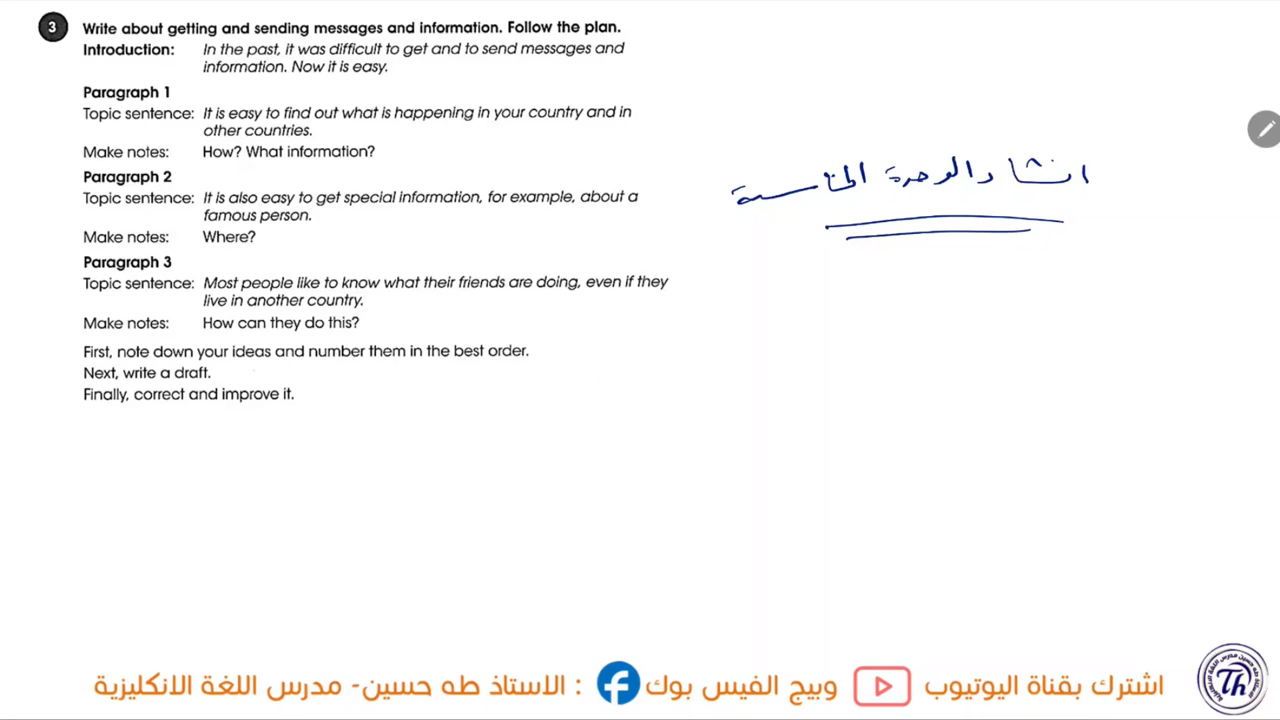 3 Write about getting and sending messages and information. Follow the plan.
Introduction: In the past, it was difficult to get and to send messages and
information. Now it is easy.
Paragraph 1
Topic sentence: It is easy to find out what is happening in your country and in
other countries.
Make notes: How? What information?
Paragraph 2
Topic sentence: It is also easy to get special information, for example, about a
famous person.
Make notes: Where?
Paragraph 3
Topic sentence: Most people like to know what their friends are doing, even if they
live in another country.
Make notes: How can they do this?
First, note down your ideas and number them in the best order.
Next, write a draft.
Finally, correct and improve it.
انشاء الوحدة الخامسة
اشترك بقناة اليوتيوب وبيج الفيس بوك : الاستاذ طه حسين- مدرس اللغة الانكليزية
Th